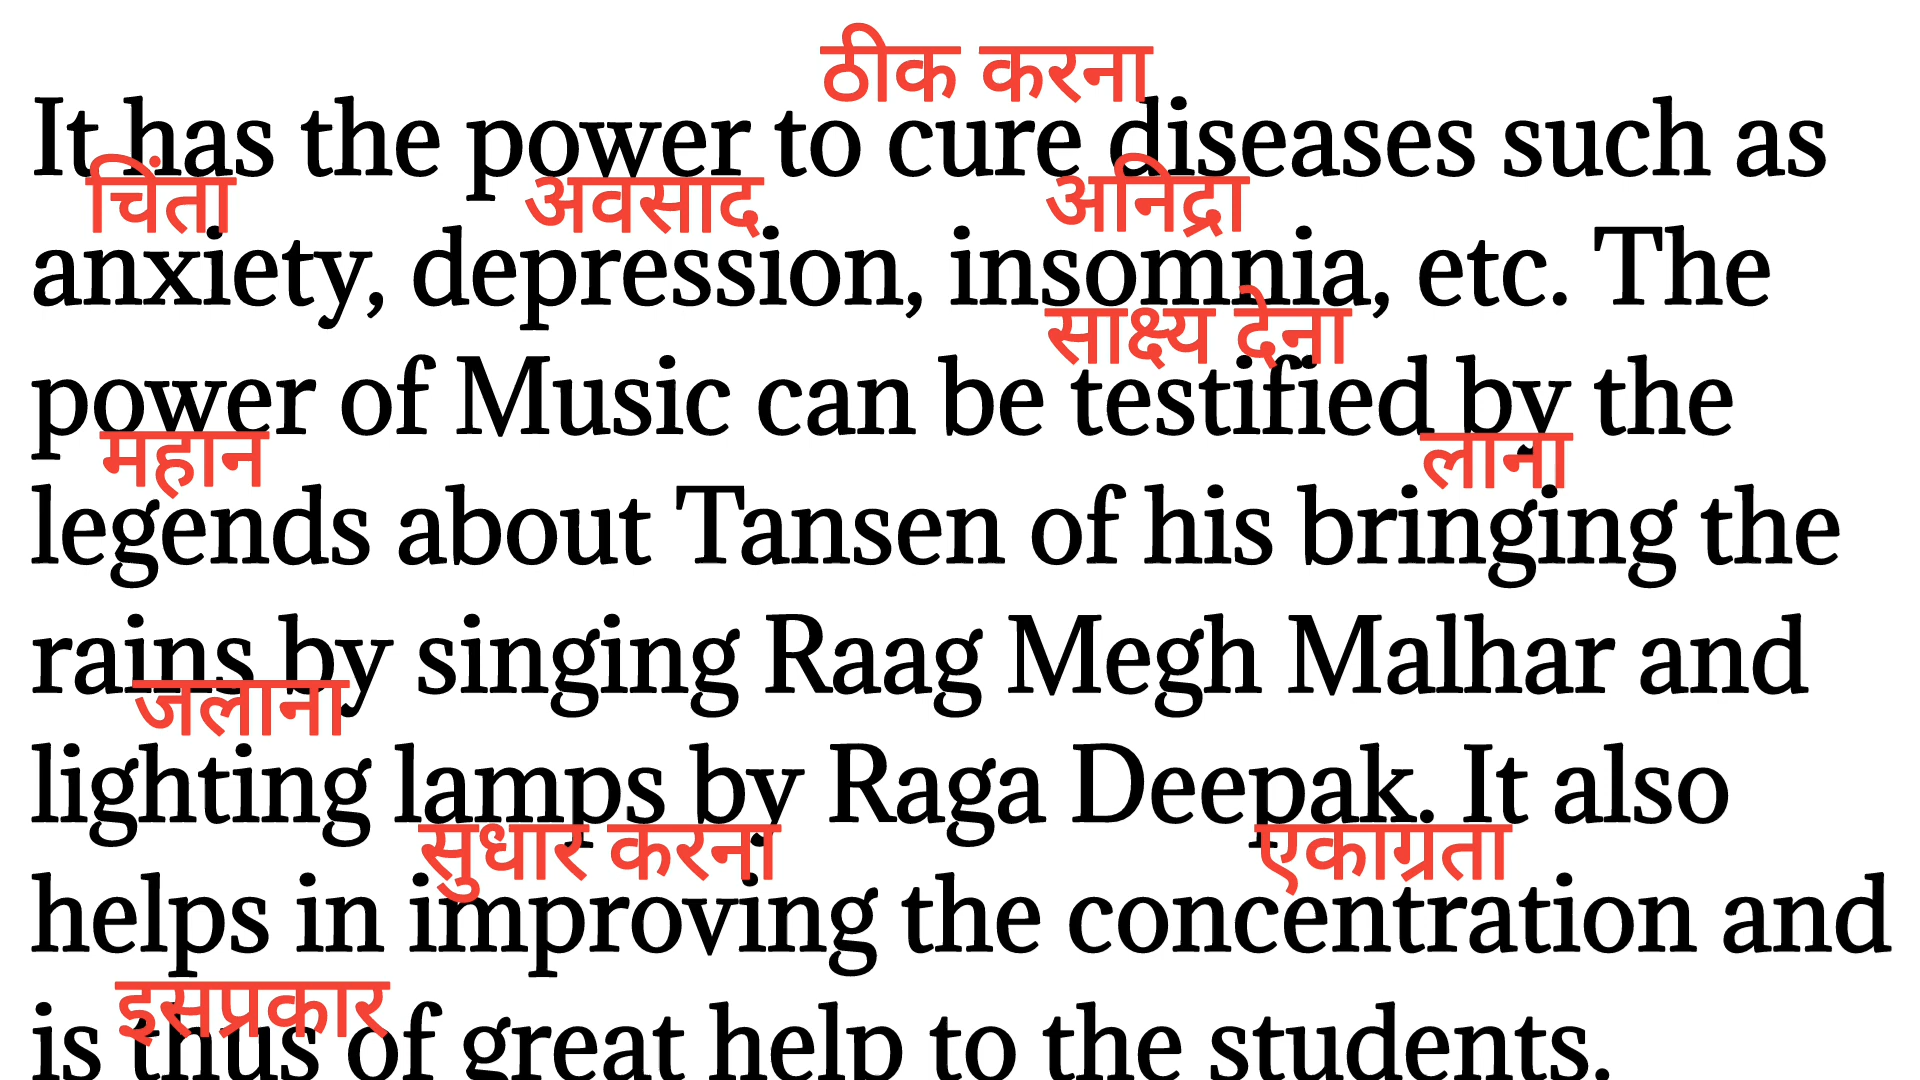 ठीक करना
It has the power to cure diseases such as
चिंता अवसाद अनिद्रा
anxiety, depression, insomnia, etc. The
साक्ष्य देना
power of Music can be testified by the
महान लाना
legends about Tansen of his bringing the
rains by singing Raag Megh Malhar and
जलाना
lighting lamps by Raga Deepak. It also
सुधार करना एकाग्रता
helps in improving the concentration and
इसप्रकार
is thus of great help to the students.